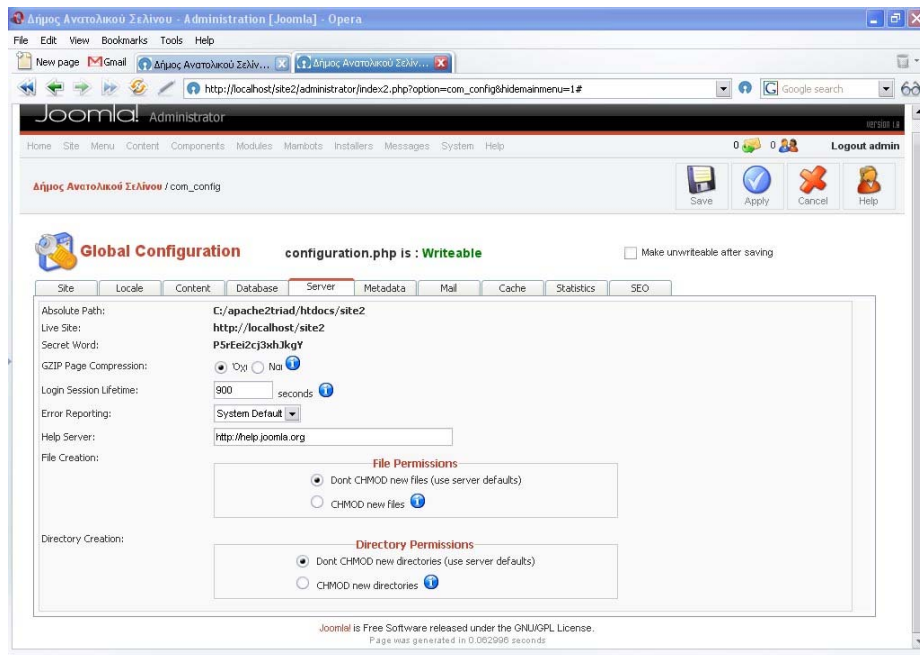 Δήμος Ανατολικού Σελίνου - Administration [Joomla] - Opera
File Edit View Bookmarks Tools Help
New page Gmail Δήμος Ανατολικού Σελίν... Δήμος Ανατολικού Σελίν...
http://localhost/site2/administrator/index2.php?option=com_config&hidemainmenu=1# Google search
Joomla! Administrator
version 1.0
Home Site Menu Content Components Modules Mambots Installers Messages System Help 0 0 Logout admin
Δήμος Ανατολικού Σελίνου / com_config
Save Apply Cancel Help
Global Configuration configuration.php is : Writeable Make unwriteable after saving
Site Locale Content Database Server Metadata Mail Cache Statistics SEO
Absolute Path: C:/apache2triad/htdocs/site2
Live Site: http://localhost/site2
Secret Word: P5rEei2cj3xhJkgY
GZIP Page Compression: Όχι Ναι
Login Session Lifetime: 900 seconds
Error Reporting: System Default
Help Server: http://help.joomla.org
File Creation:
File Permissions
Dont CHMOD new files (use server defaults)
CHMOD new files
Directory Creation:
Directory Permissions
Dont CHMOD new directories (use server defaults)
CHMOD new directories
Joomla! is Free Software released under the GNU/GPL License.
Page was generated in 0.062996 seconds